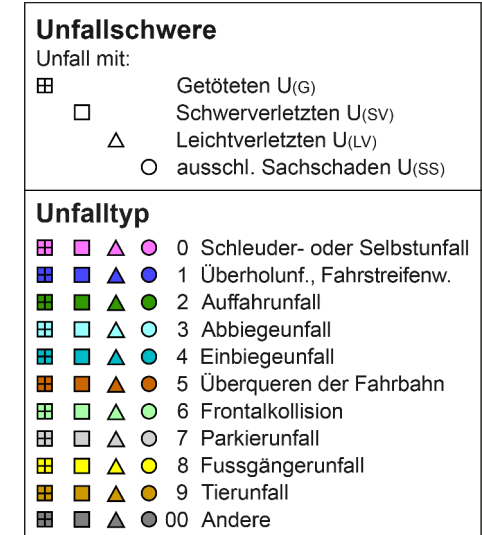 Unfallschwere
Unfall mit:
Getöteten U(G)
Schwerverletzten U(SV)
Leichtverletzten U(LV)
ausschl. Sachschaden U(SS)
Unfalltyp
0 Schleuder- oder Selbstunfall
1 Überholunf., Fahrstreifenw.
2 Auffahrunfall
3 Abbiegeunfall
4 Einbiegeunfall
5 Überqueren der Fahrbahn
6 Frontalkollision
7 Parkierunfall
8 Fussgängerunfall
9 Tierunfall
00 Andere